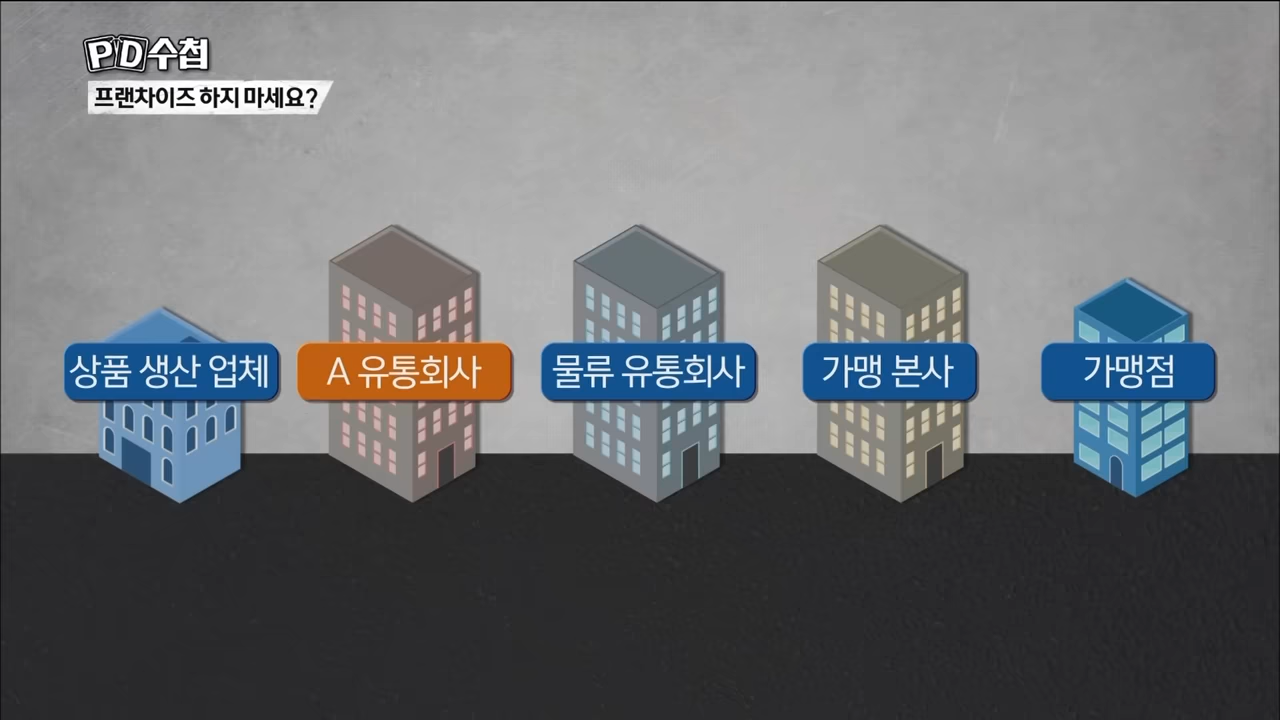 PD수첩
프랜차이즈 하지 마세요?
상품 생산 업체
A 유통회사
물류 유통회사
가맹 본사
가맹점